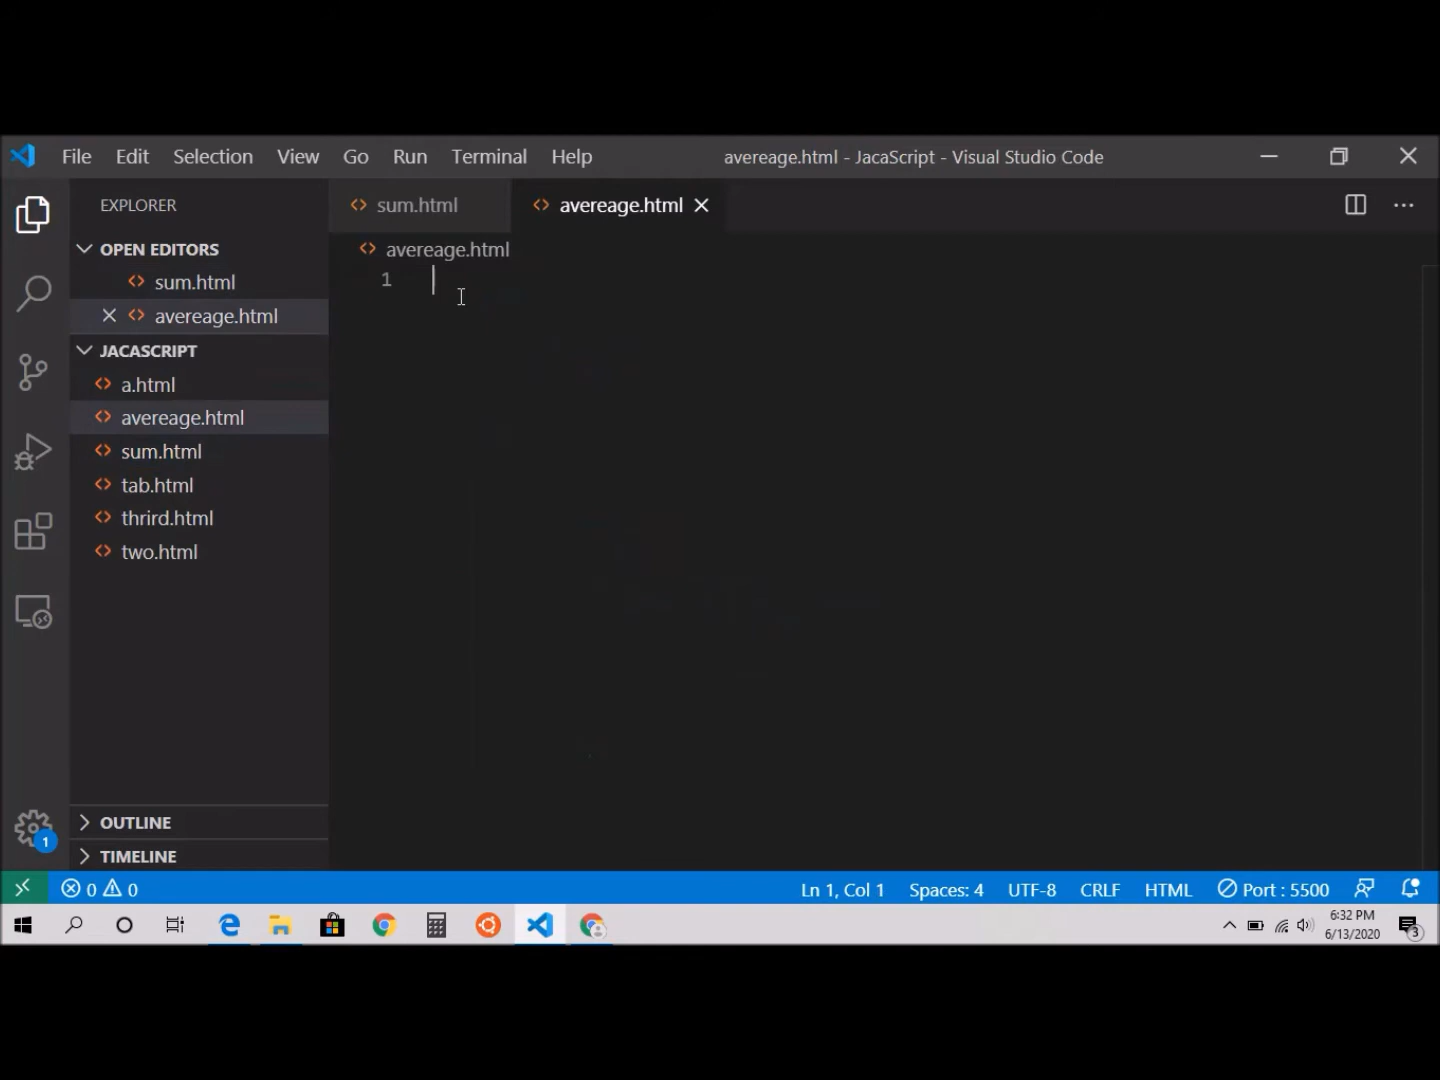 File Edit Selection View Go Run Terminal Help avereage.html - JacaScript - Visual Studio Code
EXPLORER
sum.html avereage.html
OPEN EDITORS
avereage.html
sum.html
1
avereage.html
JACASCRIPT
a.html
avereage.html
sum.html
tab.html
thrird.html
two.html
OUTLINE
1
TIMELINE
0 0 Ln 1, Col 1 Spaces: 4 UTF-8 CRLF HTML Port : 5500
6:32 PM
6/13/2020
3